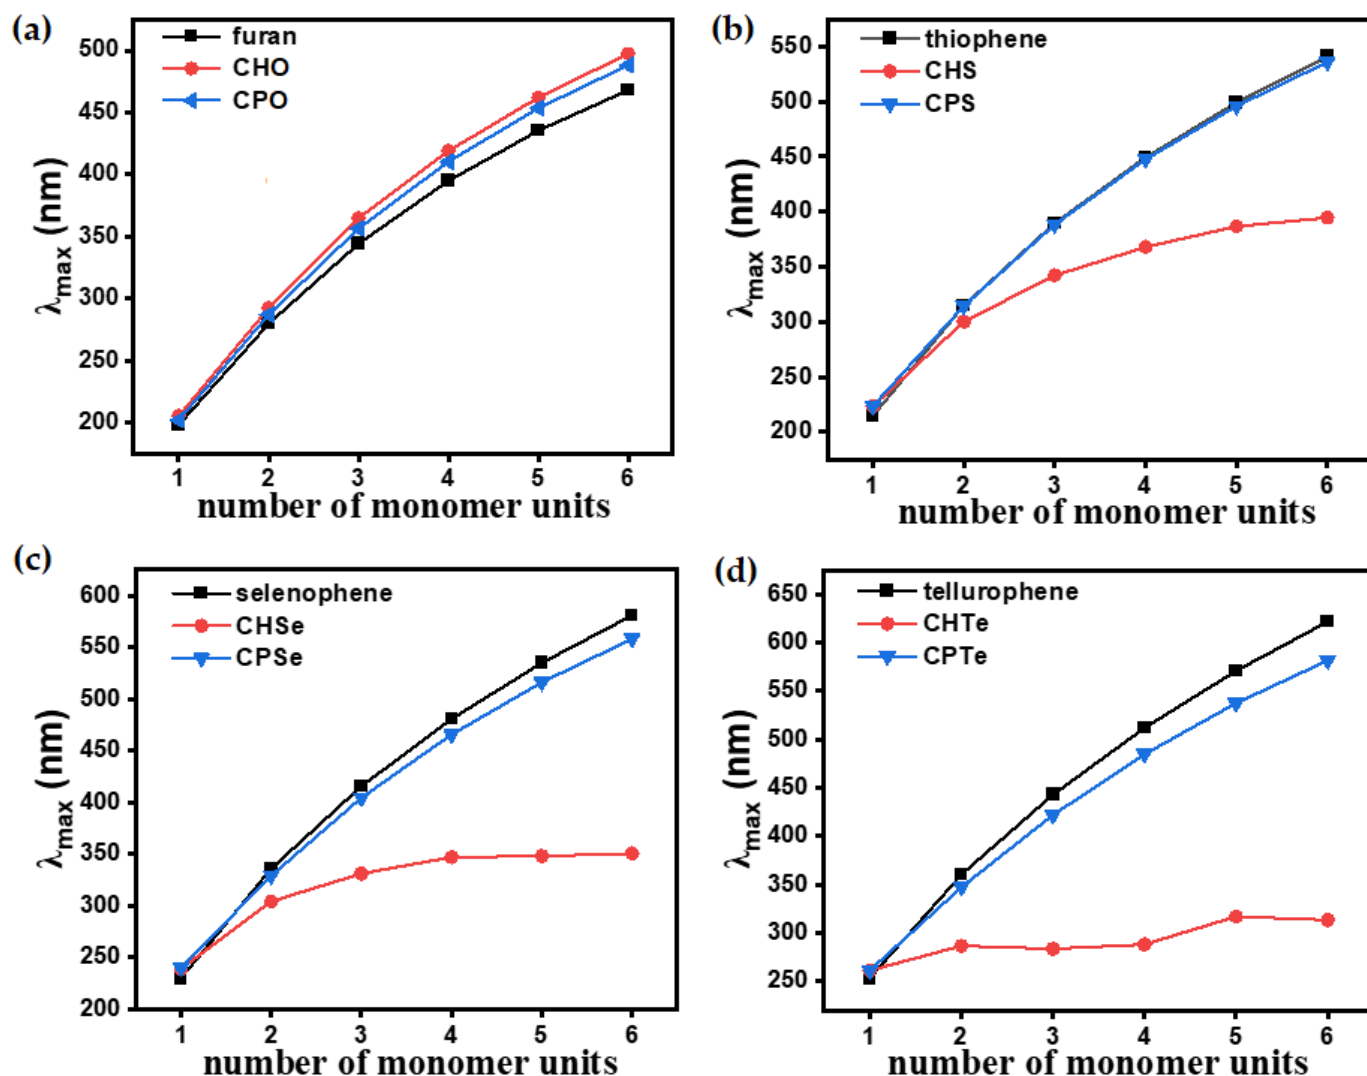 (a)
furan
CHO
CPO
λmax (nm)
500
450
400
350
300
250
200
1 2 3 4 5 6
number of monomer units
(b)
thiophene
CHS
CPS
λmax (nm)
550
500
450
400
350
300
250
200
1 2 3 4 5 6
number of monomer units
(c)
selenophene
CHSe
CPSe
λmax (nm)
600
550
500
450
400
350
300
250
200
1 2 3 4 5 6
number of monomer units
(d)
tellurophene
CHTe
CPTe
λmax (nm)
650
600
550
500
450
400
350
300
250
1 2 3 4 5 6
number of monomer units